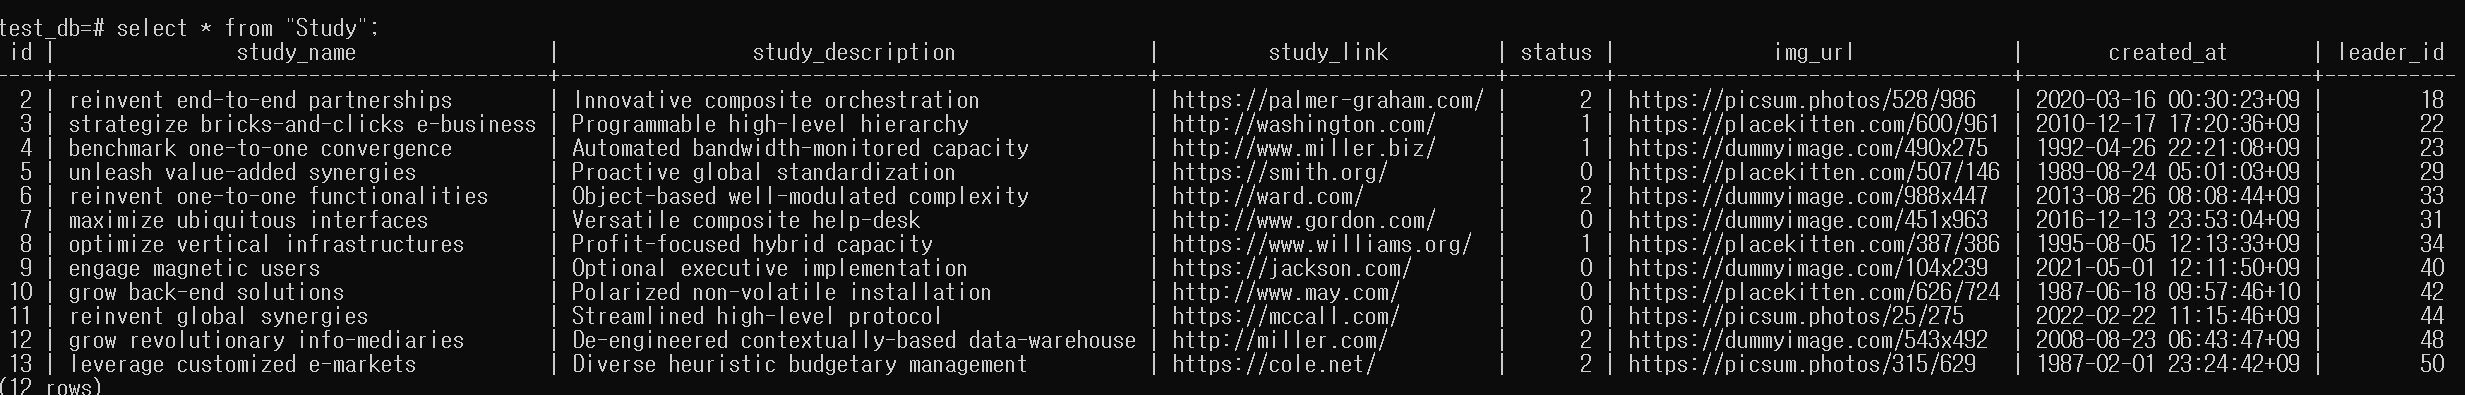 test_db=# select * from "Study";
 id |                study_name                |                study_description                |        study_link         | status |             img_url             |       created_at       | leader_id
----+------------------------------------------+-------------------------------------------------+---------------------------+--------+---------------------------------+------------------------+-----------
  2 | reinvent end-to-end partnerships         | Innovative composite orchestration              | https://palmer-graham.com/ |      2 | https://picsum.photos/528/986   | 2020-03-16 00:30:23+09 |        18
  3 | strategize bricks-and-clicks e-business | Programmable high-level hierarchy               | http://washington.com/     |      1 | https://placekitten.com/600/961 | 2010-12-17 17:20:36+09 |        22
  4 | benchmark one-to-one convergence         | Automated bandwidth-monitored capacity          | http://www.miller.biz/     |      1 | https://dummyimage.com/490x275  | 1992-04-26 22:21:08+09 |        23
  5 | unleash value-added synergies            | Proactive global standardization                | https://smith.org/         |      0 | https://placekitten.com/507/146 | 1989-08-24 05:01:03+09 |        29
  6 | reinvent one-to-one functionalities      | Object-based well-modulated complexity          | http://ward.com/           |      2 | https://dummyimage.com/988x447  | 2013-08-26 08:08:44+09 |        33
  7 | maximize ubiquitous interfaces           | Versatile composite help-desk                   | http://www.gordon.com/     |      0 | https://dummyimage.com/451x963  | 2016-12-13 23:53:04+09 |        31
  8 | optimize vertical infrastructures        | Profit-focused hybrid capacity                  | https://www.williams.org/  |      1 | https://placekitten.com/387/386 | 1995-08-05 12:13:33+09 |        34
  9 | engage magnetic users                    | Optional executive implementation               | https://jackson.com/       |      0 | https://dummyimage.com/104x239  | 2021-05-01 12:11:50+09 |        40
 10 | grow back-end solutions                  | Polarized non-volatile installation             | http://www.may.com/        |      0 | https://placekitten.com/626/724 | 1987-06-18 09:57:46+10 |        42
 11 | reinvent global synergies                | Streamlined high-level protocol                 | https://mccall.com/        |      0 | https://picsum.photos/25/275    | 2022-02-22 11:15:46+09 |        44
 12 | grow revolutionary info-mediaries        | De-engineered contextually-based data-warehouse | http://miller.com/         |      2 | https://dummyimage.com/543x492  | 2008-08-23 06:43:47+09 |        48
 13 | leverage customized e-markets            | Diverse heuristic budgetary management          | https://cole.net/          |      2 | https://picsum.photos/315/629   | 1987-02-01 23:24:42+09 |        50
(12 rows)